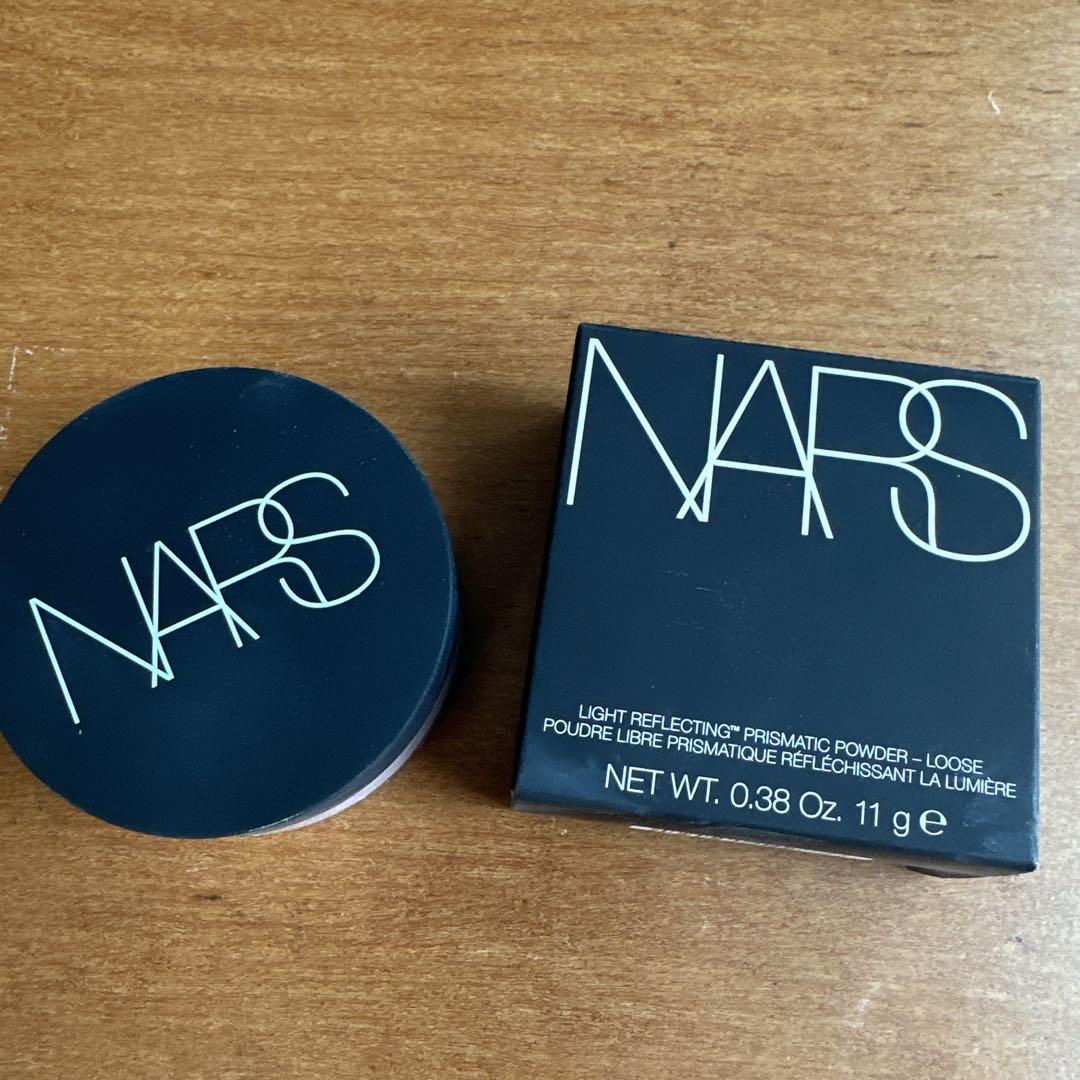 NARS
NARS
LIGHT REFLECTING™ PRISMATIC POWDER – LOOSE
POUDRE LIBRE PRISMATIQUE RÉFLÉCHISSANT LA LUMIÈRE
NET WT. 0.38 Oz. 11 g ℮